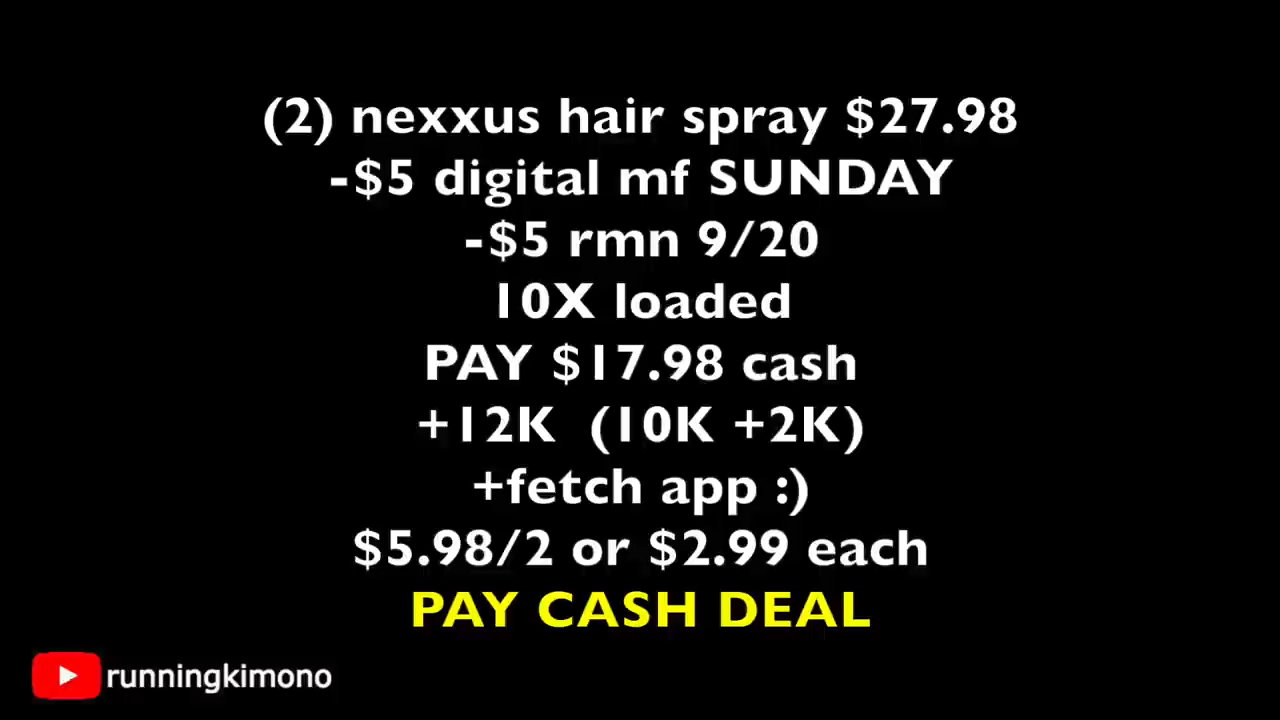 (2) nexxus hair spray $27.98
-$5 digital mf SUNDAY
-$5 rmn 9/20
10X loaded
PAY $17.98 cash
+12K (10K +2K)
+fetch app :)
$5.98/2 or $2.99 each
PAY CASH DEAL
runningkimono